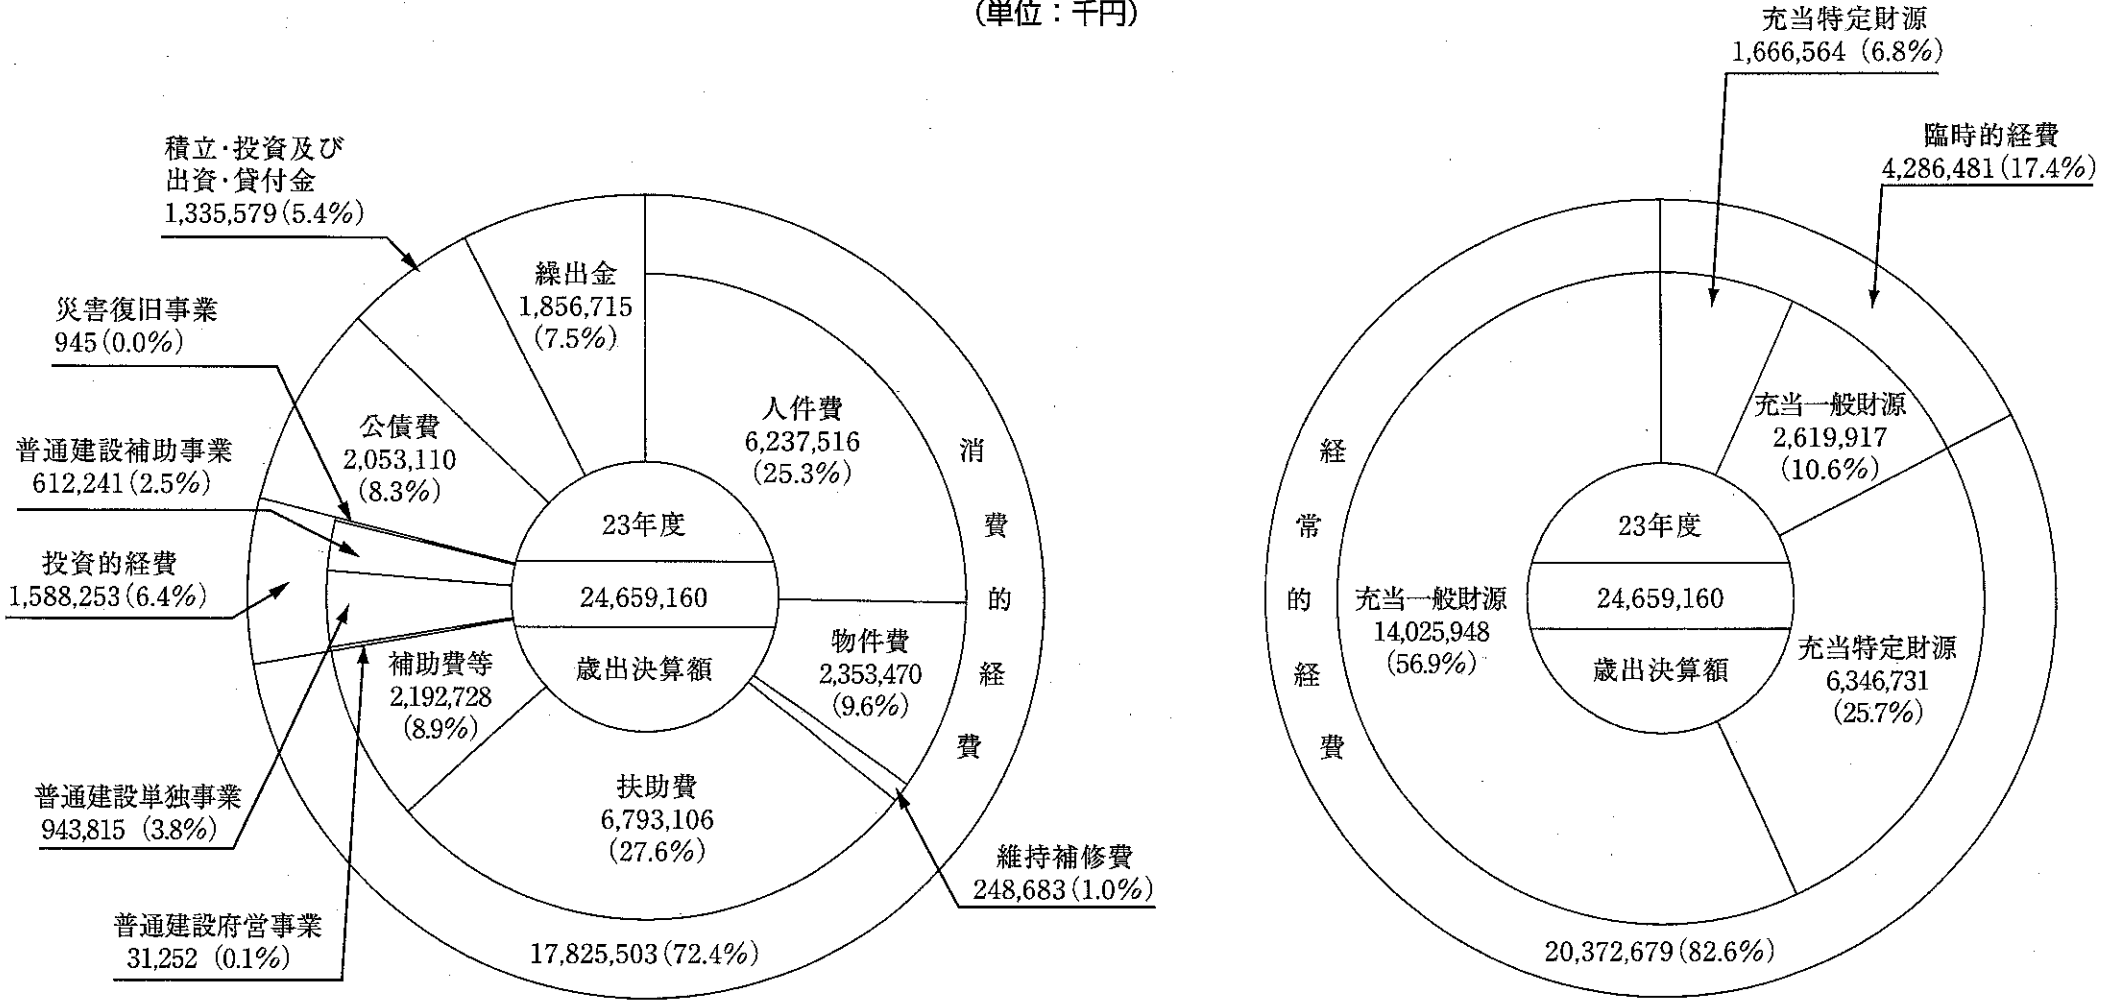 (単位：千円)
積立･投資及び
出資･貸付金
1,335,579(5.4%)
災害復旧事業
945(0.0%)
普通建設補助事業
612,241(2.5%)
投資的経費
1,588,253(6.4%)
普通建設単独事業
943,815 (3.8%)
普通建設府営事業
31,252 (0.1%)
繰出金
1,856,715
(7.5%)
公債費
2,053,110
(8.3%)
人件費
6,237,516
(25.3%)
消費的経費
物件費
2,353,470
(9.6%)
維持補修費
248,683(1.0%)
扶助費
6,793,106
(27.6%)
補助費等
2,192,728
(8.9%)
23年度
24,659,160
歳出決算額
17,825,503(72.4%)
充当特定財源
1,666,564 (6.8%)
臨時的経費
4,286,481(17.4%)
充当一般財源
2,619,917
(10.6%)
経常的経費
充当一般財源
14,025,948
(56.9%)
23年度
24,659,160
歳出決算額
充当特定財源
6,346,731
(25.7%)
20,372,679(82.6%)